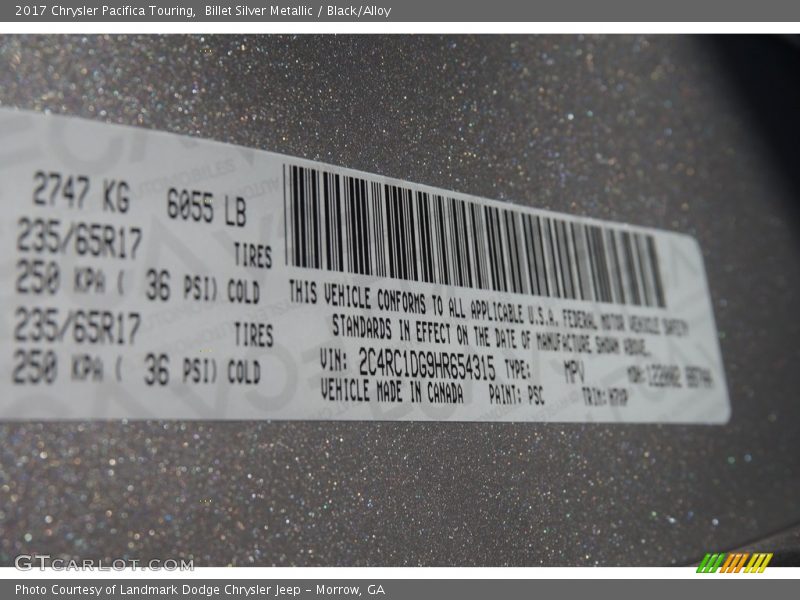 2017 Chrysler Pacifica Touring,  Billet Silver Metallic / Black/Alloy
2747 KG 6055 LB
235/65R17 TIRES
250 KPA ( 36 PSI) COLD
235/65R17 TIRES
250 KPA ( 36 PSI) COLD
THIS VEHICLE CONFORMS TO ALL APPLICABLE U.S.A. FEDERAL MOTOR VEHICLE SAFETY
STANDARDS IN EFFECT ON THE DATE OF MANUFACTURE SHOWN ABOVE.
VIN: 2C4RC1DG9HR654315 TYPE: MPV
VEHICLE MADE IN CANADA PAINT: PSC TRIM:
GTCARLOT.COM
Photo Courtesy of Landmark Dodge Chrysler Jeep – Morrow, GA